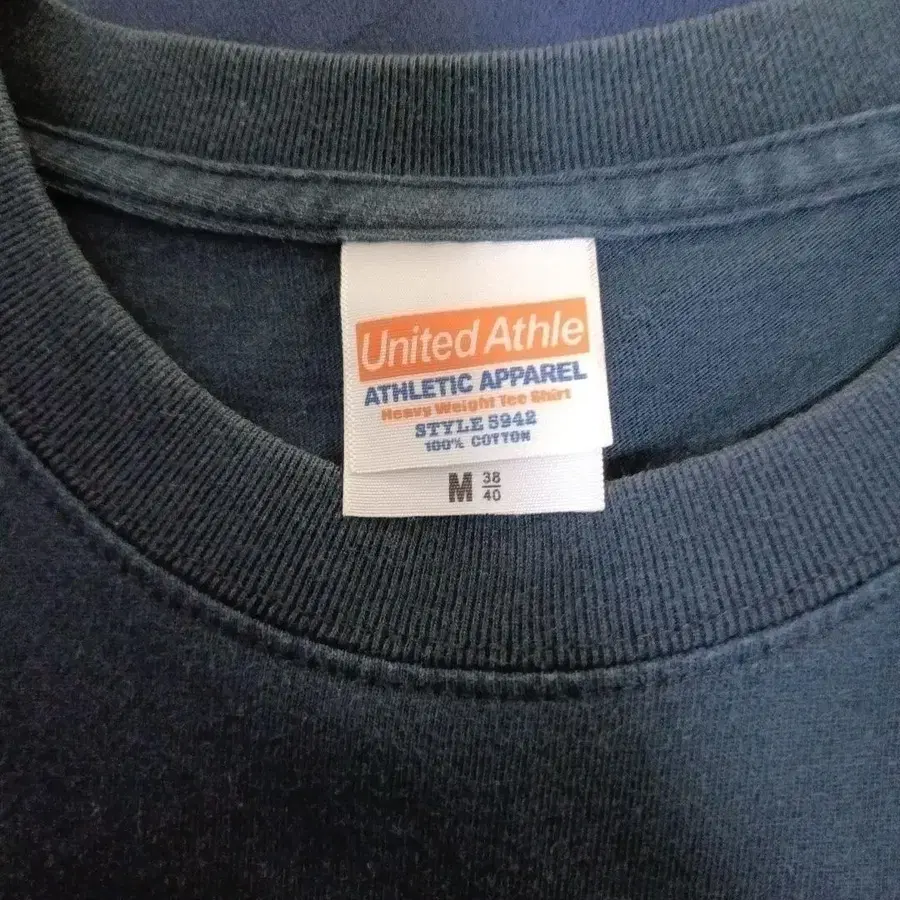 United Athle
ATHLETIC APPAREL
Heavy Weight Tee Shirt
STYLE 5942
100% COTTON
M 38
40